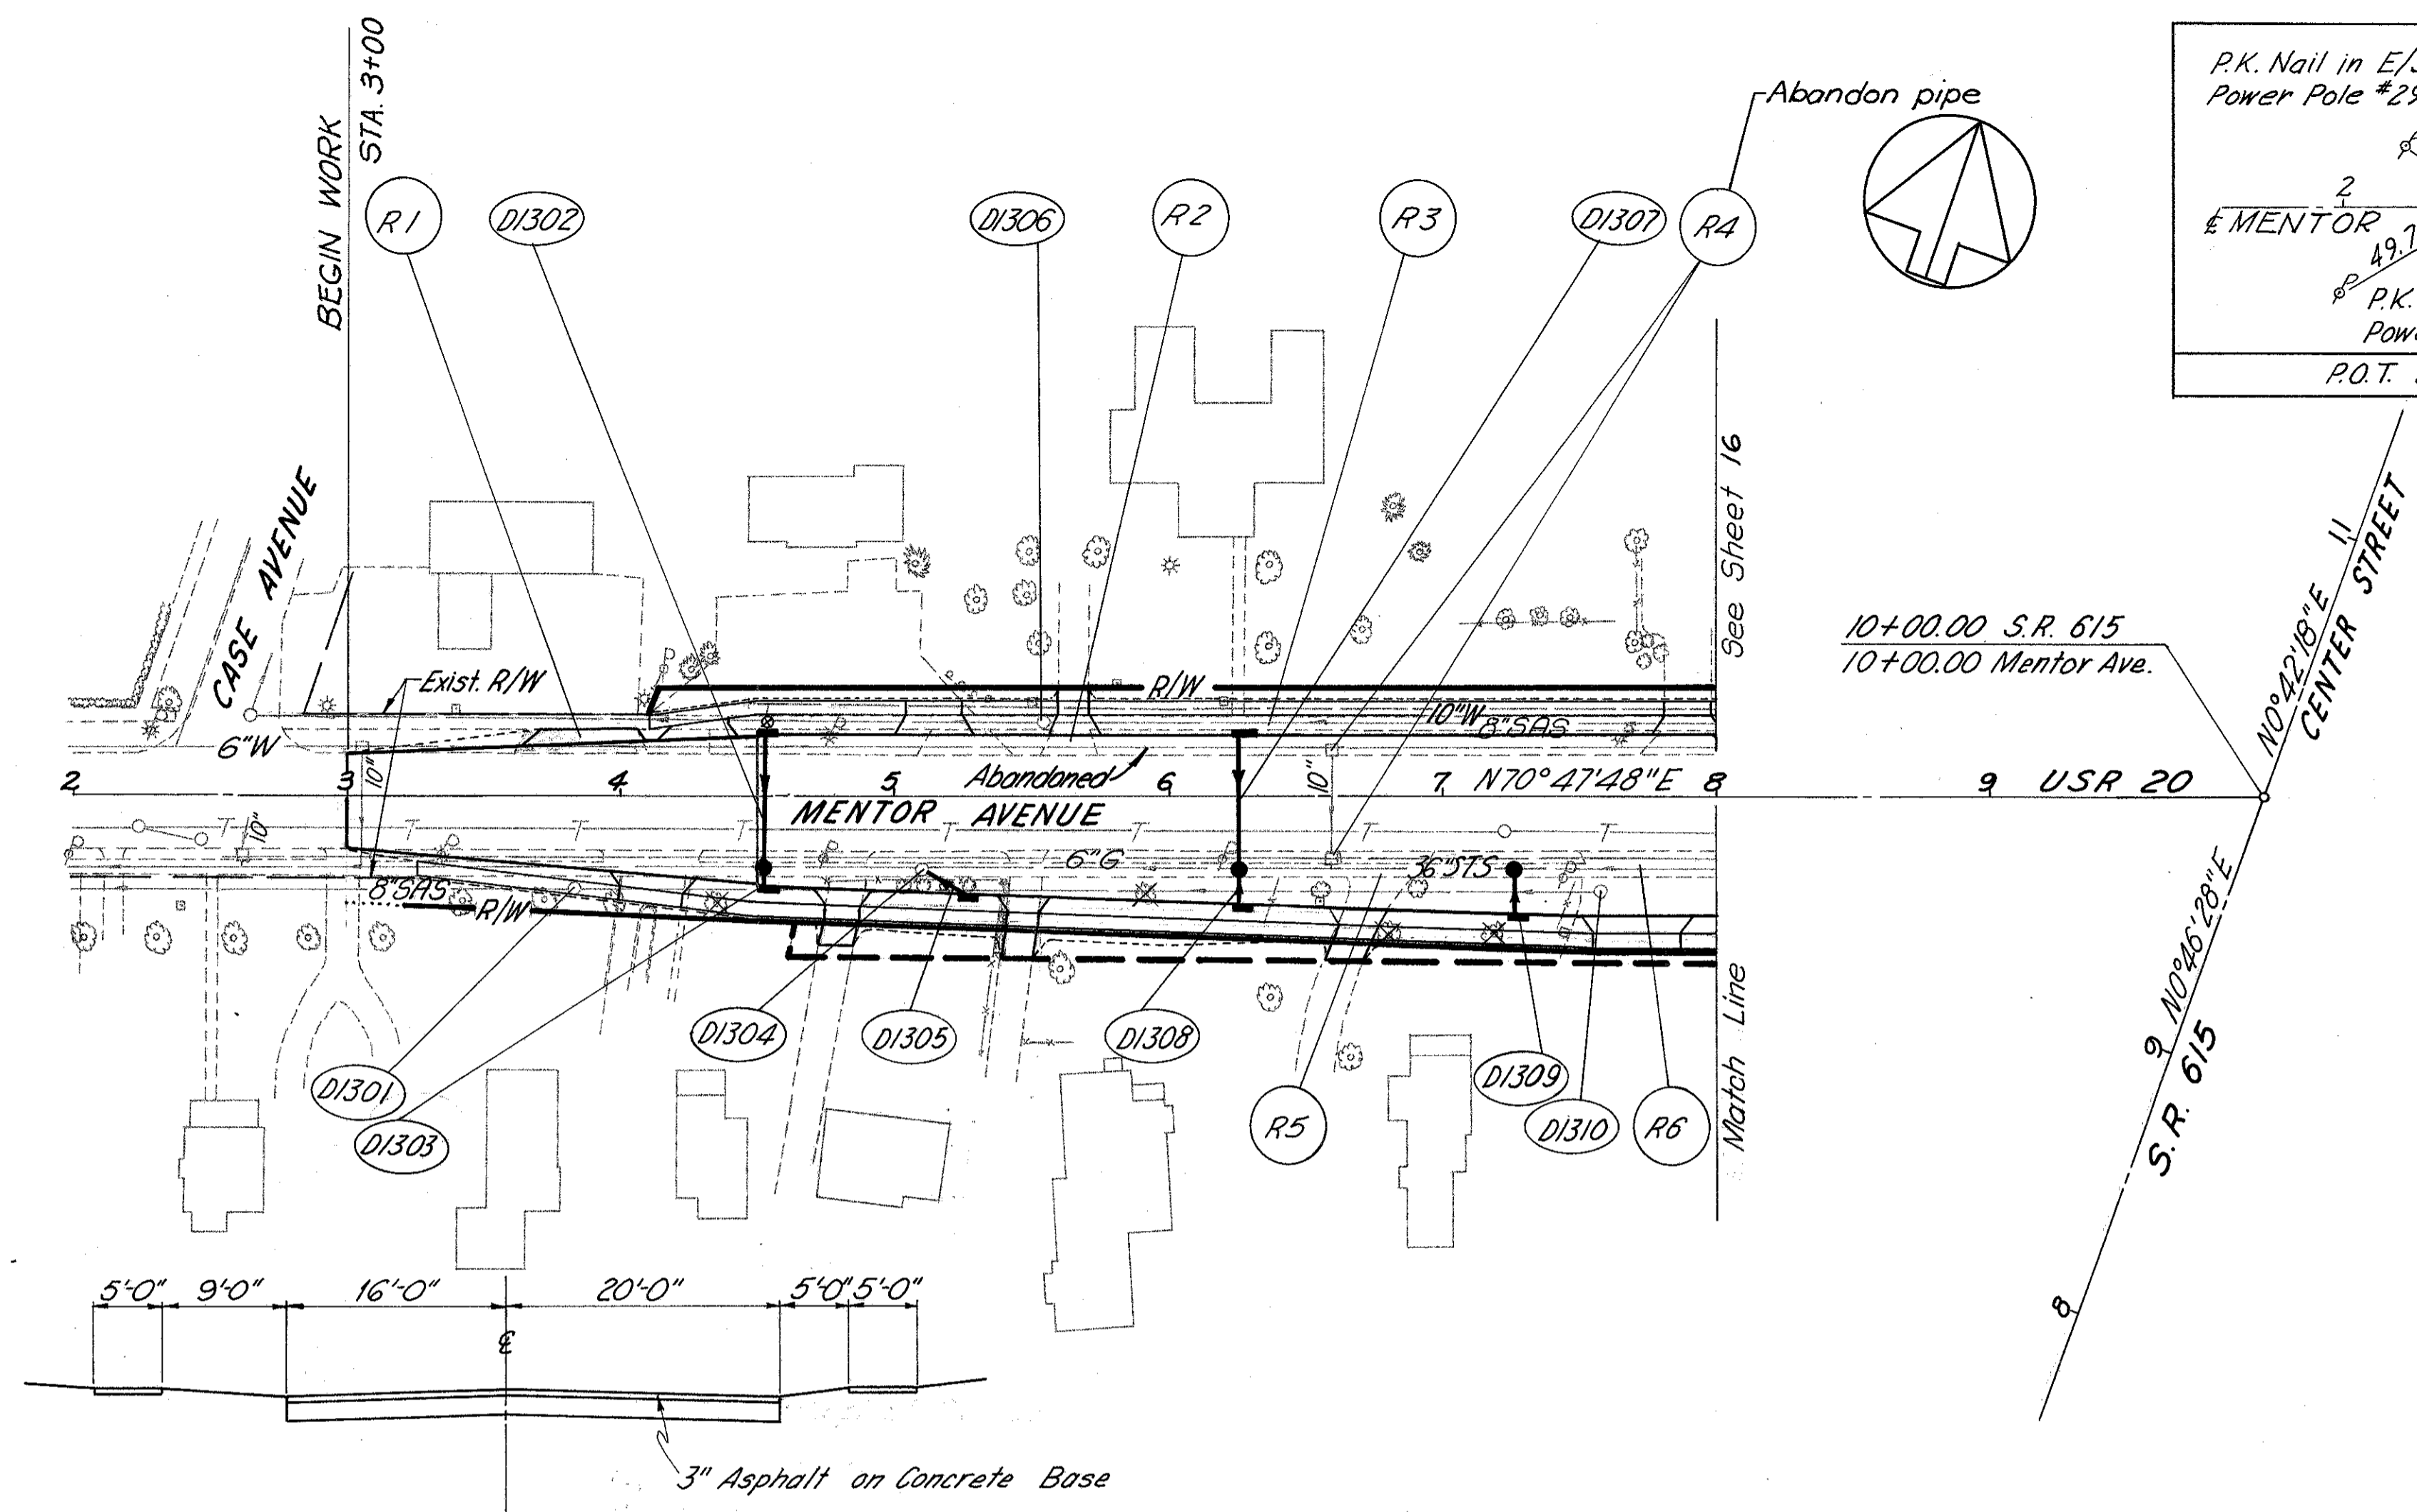 BEGIN WORK
STA. 3+00
R1
D1302
D1306
R2
R3
D1307
R4
Abandon pipe
P.K. Nail in E/S
Power Pole #29
2
℄ MENTOR
49.7
P
P.K.
Pow
P.O.T.
CASE AVENUE
Exist. R/W
R/W
6"W
10"W
8"SAS
See Sheet 16
10+00.00 S.R. 615
10+00.00 Mentor Ave.
11
N0°42'18"E
CENTER STREET
2
3
10"
4
5
Abandoned
6
10"
7
N70°47'48"E
8
9
USR 20
MENTOR AVENUE
T T T T T T
10"
6"G
36"STS
8"SAS
R/W
D1301
D1303
D1304
D1305
D1308
R5
D1309
D1310
R6
Match Line
9
N0°46'28"E
S.R. 615
8
5'-0" 9'-0" 16'-0" 20'-0" 5'-0" 5'-0"
℄
3" Asphalt on Concrete Base